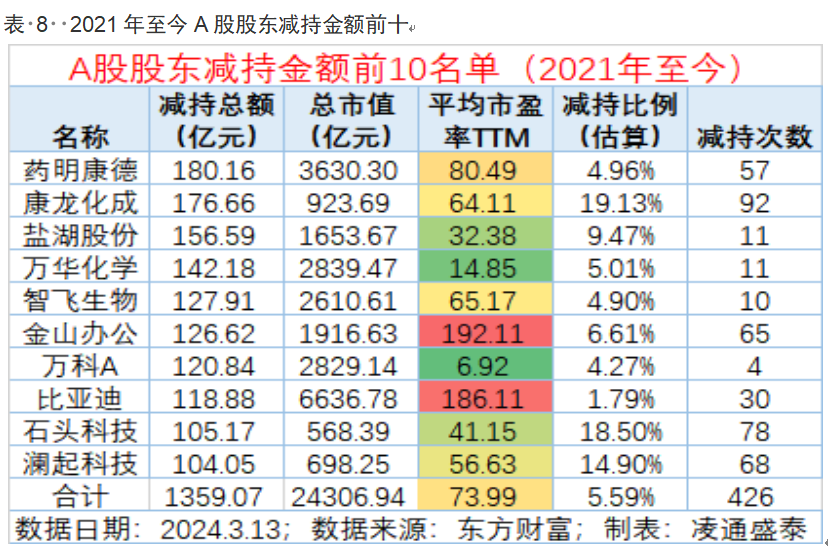 表 8  2021 年至今 A 股股东减持金额前十
A股股东减持金额前10名单（2021年至今）
名称 减持总额（亿元） 总市值（亿元） 平均市盈率TTM 减持比例（估算） 减持次数
药明康德 180.16 3630.30 80.49 4.96% 57
康龙化成 176.66 923.69 64.11 19.13% 92
盐湖股份 156.59 1653.67 32.38 9.47% 11
万华化学 142.18 2839.47 14.85 5.01% 11
智飞生物 127.91 2610.61 65.17 4.90% 10
金山办公 126.62 1916.63 192.11 6.61% 65
万科A 120.84 2829.14 6.92 4.27% 4
比亚迪 118.88 6636.78 186.11 1.79% 30
石头科技 105.17 568.39 41.15 18.50% 78
澜起科技 104.05 698.25 56.63 14.90% 68
合计 1359.07 24306.94 73.99 5.59% 426
数据日期：2024.3.13；数据来源：东方财富；制表：凌通盛泰